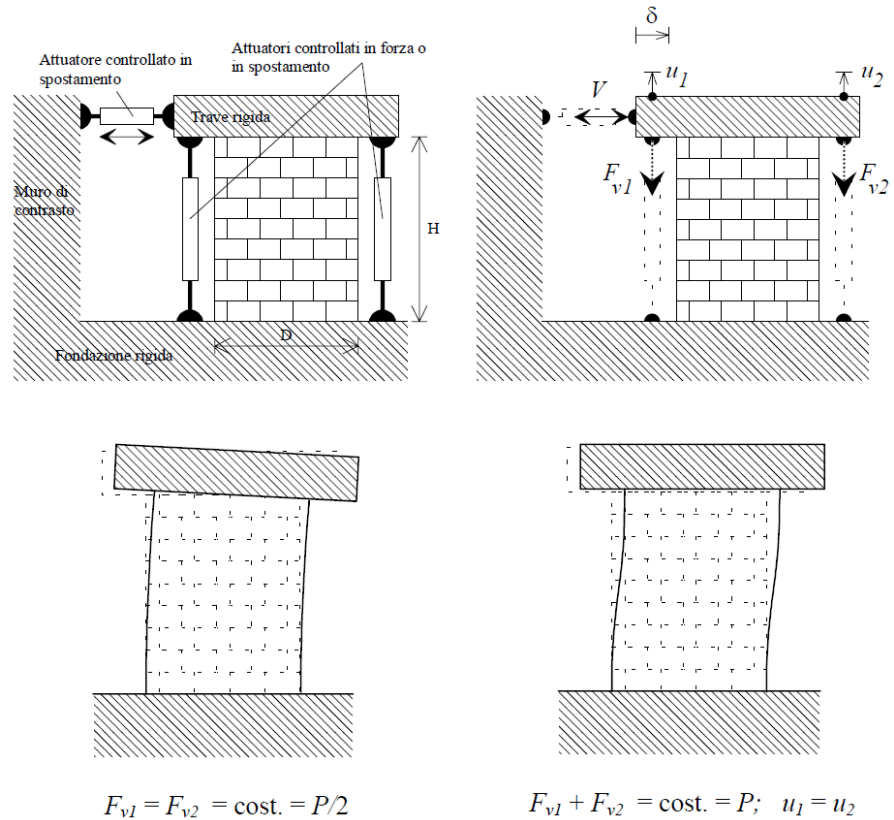 Attuatore controllato in
spostamento
Attuatori controllati in forza o
in spostamento
Trave rigida
Muro di
contrasto
H
D
Fondazione rigida
δ
u1
u2
V
Fv1
Fv2
Fv1 = Fv2 = cost. = P/2
Fv1 + Fv2 = cost. = P; u1 = u2